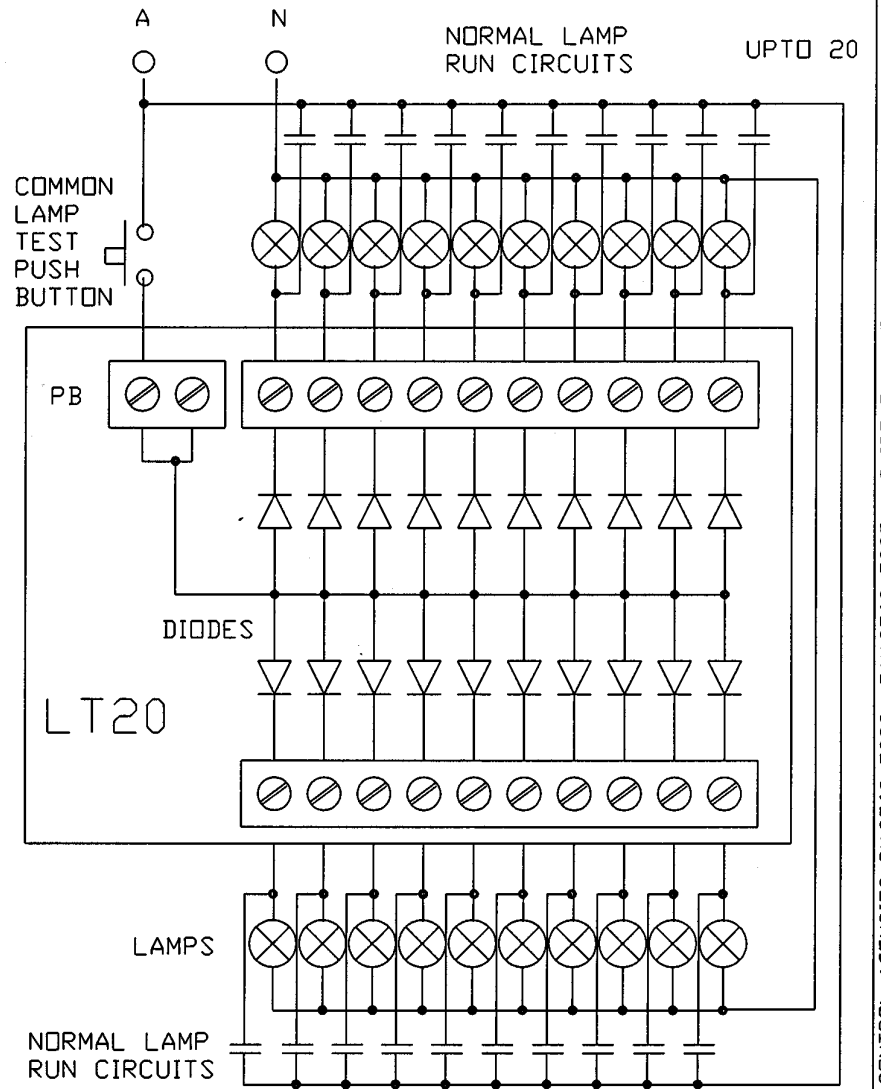 A
N
NORMAL LAMP
RUN CIRCUITS
UPTO 20
COMMON
LAMP
TEST
PUSH
BUTTON
PB
DIODES
LT20
LAMPS
NORMAL LAMP
RUN CIRCUITS